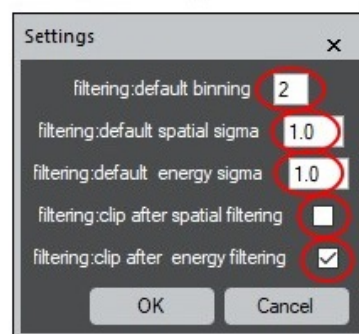 Settings
filtering:default binning 2
filtering:default spatial sigma 1.0
filtering:default energy sigma 1.0
filtering:clip after spatial filtering
filtering:clip after energy filtering
OK Cancel